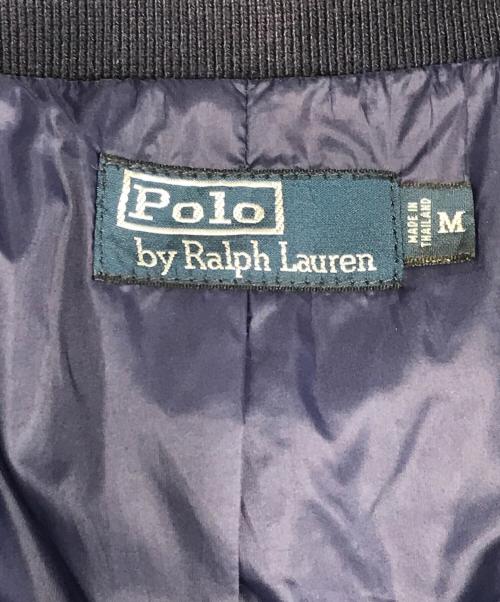 Polo
by Ralph Lauren
MADE IN
THAILAND
M